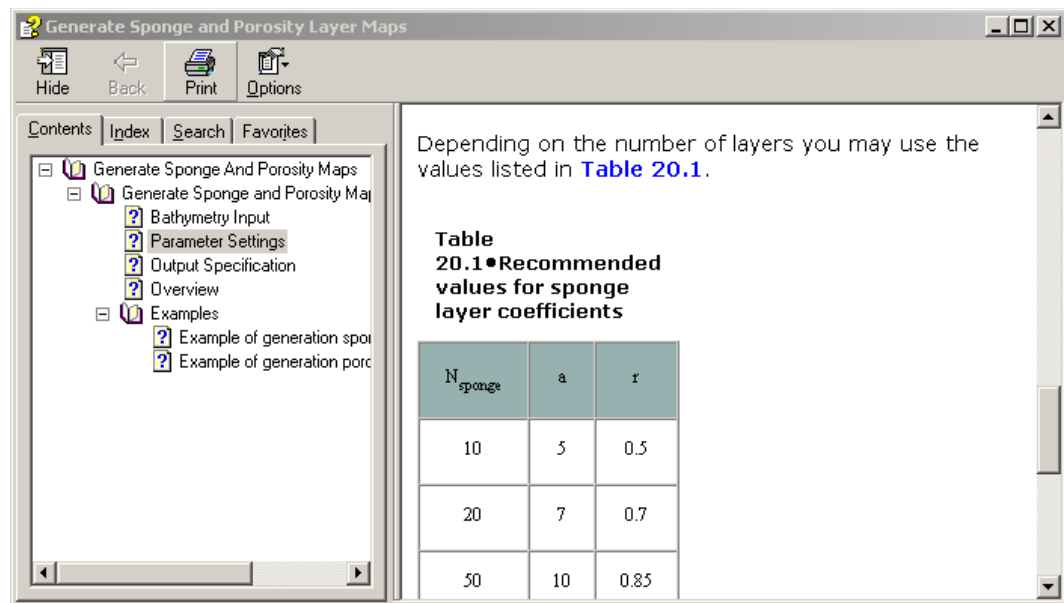 Generate Sponge and Porosity Layer Maps
Hide Back Print Options
Contents Index Search Favorites
Generate Sponge And Porosity Maps
Generate Sponge and Porosity Ma
Bathymetry Input
Parameter Settings
Output Specification
Overview
Examples
Example of generation spo
Example of generation poro
Depending on the number of layers you may use the
values listed in Table 20.1.
Table
20.1•Recommended
values for sponge
layer coefficients
Nsponge a r
10 5 0.5
20 7 0.7
50 10 0.85